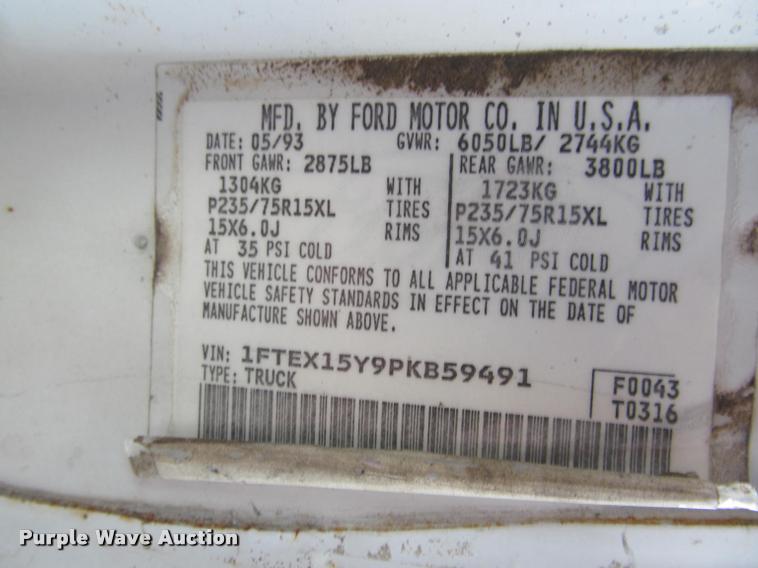 MFD. BY FORD MOTOR CO. IN U.S.A.
DATE: 05/93 GVWR: 6050LB/ 2744KG
FRONT GAWR: 2875LB REAR GAWR: 3800LB
1304KG WITH 1723KG WITH
P235/75R15XL TIRES P235/75R15XL TIRES
15X6.0J RIMS 15X6.0J RIMS
AT 35 PSI COLD AT 41 PSI COLD
THIS VEHICLE CONFORMS TO ALL APPLICABLE FEDERAL MOTOR
VEHICLE SAFETY STANDARDS IN EFFECT ON THE DATE OF
MANUFACTURE SHOWN ABOVE.
VIN: 1FTEX15Y9PKB59491
TYPE: TRUCK
F0043
T0316
Purple Wave Auction